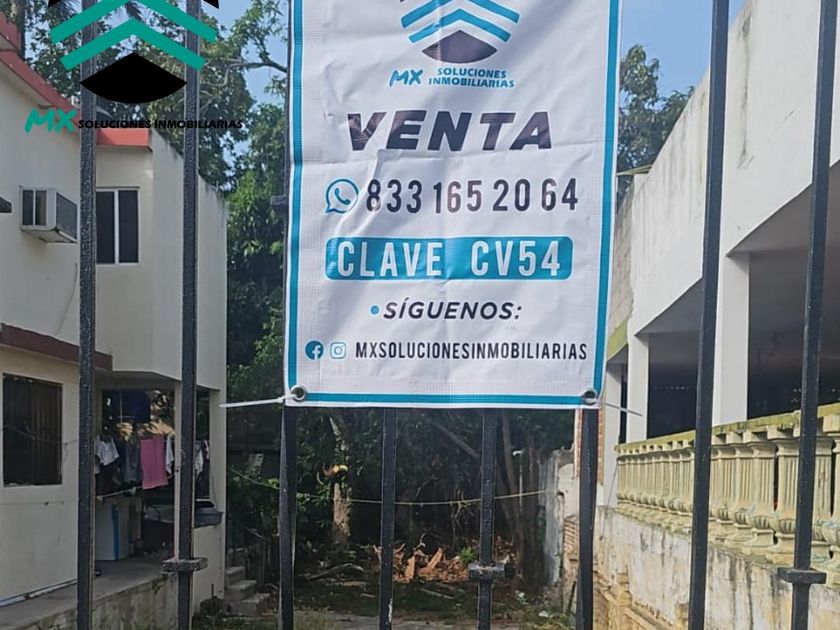 MX SOLUCIONES INMOBILIARIAS
MX SOLUCIONES
INMOBILIARIAS
VENTA
833 165 20 64
CLAVE CV54
•SÍGUENOS:
MXSOLUCIONESINMOBILIARIAS